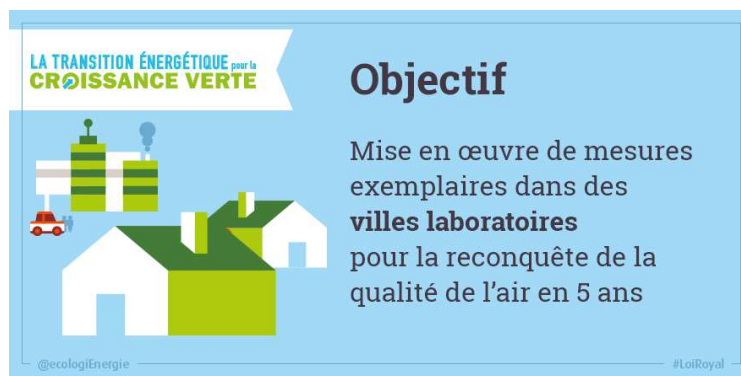 LA TRANSITION ÉNERGÉTIQUE pour la
CROISSANCE VERTE
Objectif
Mise en œuvre de mesures
exemplaires dans des
villes laboratoires
pour la reconquête de la
qualité de l’air en 5 ans
@ecologiEnergie
#LoiRoyal